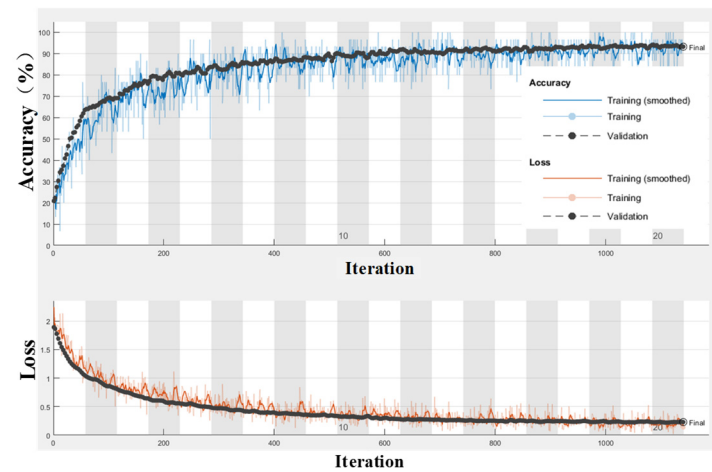 Accuracy（%）
100
90
80
70
60
50
40
30
20
10
0
Final
Accuracy
Training (smoothed)
Training
Validation
Loss
Training (smoothed)
Training
Validation
10
20
0
200
400
600
800
1000
Iteration
Loss
2
1.5
1
0.5
0
Final
10
20
0
200
400
600
800
1000
Iteration